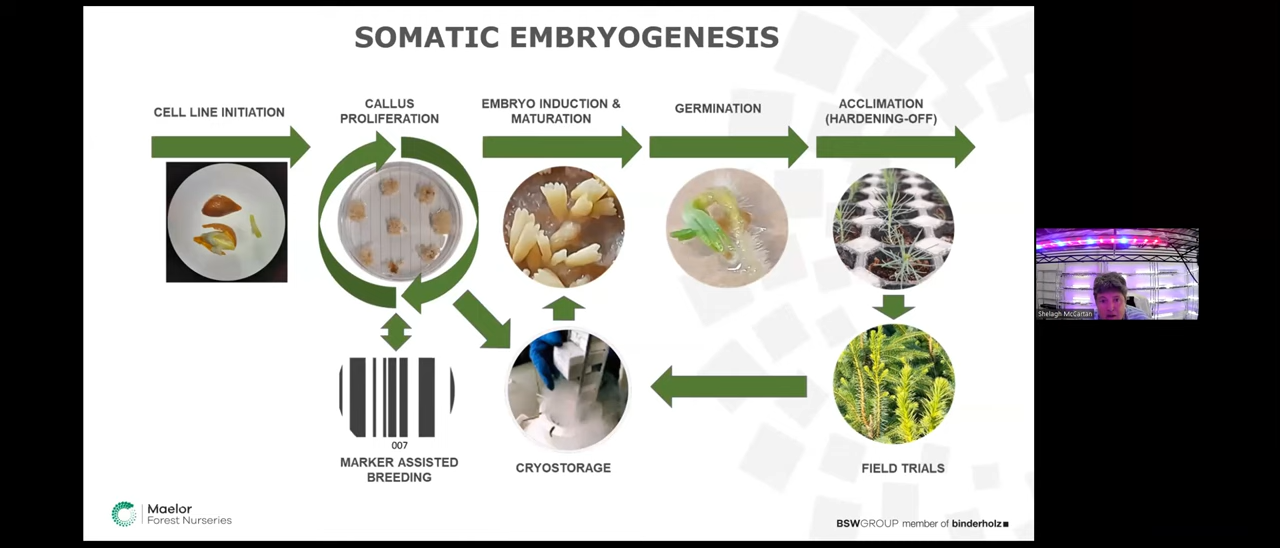 SOMATIC EMBRYOGENESIS
CELL LINE INITIATION
CALLUS
PROLIFERATION
EMBRYO INDUCTION &
MATURATION
GERMINATION
ACCLIMATION
(HARDENING-OFF)
007
MARKER ASSISTED
BREEDING
CRYOSTORAGE
FIELD TRIALS
Maelor
Forest Nurseries
BSWGROUP member of binderholz
Shelagh McCartan